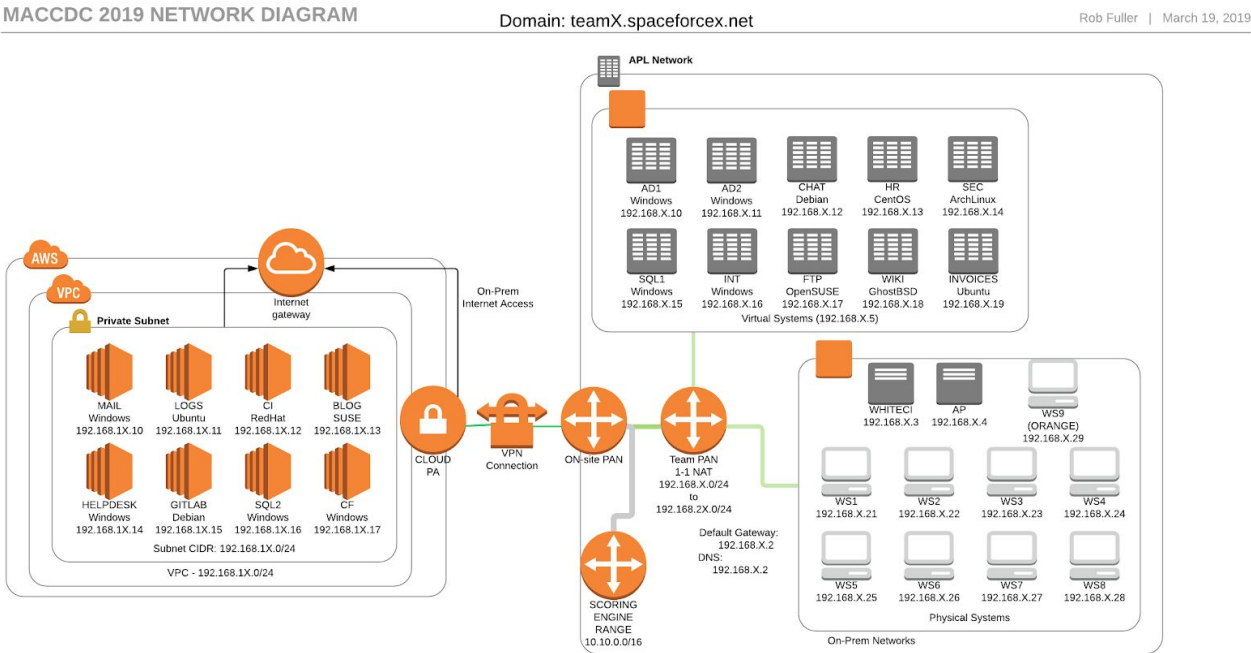 MACCDC 2019 NETWORK DIAGRAM
Domain: teamX.spaceforcex.net
Rob Fuller | March 19, 2019
APL Network
AD1
Windows
192.168.X.10
AD2
Windows
192.168.X.11
CHAT
Debian
192.168.X.12
HR
CentOS
192.168.X.13
SEC
ArchLinux
192.168.X.14
SQL1
Windows
192.168.X.15
INT
Windows
192.168.X.16
FTP
OpenSUSE
192.168.X.17
WIKI
GhostBSD
192.168.X.18
INVOICES
Ubuntu
192.168.X.19
Virtual Systems (192.168.X.5)
AWS
VPC
Private Subnet
Internet
gateway
On-Prem
Internet Access
MAIL
Windows
192.168.1X.10
LOGS
Ubuntu
192.168.1X.11
CI
RedHat
192.168.1X.12
BLOG
SUSE
192.168.1X.13
HELPDESK
Windows
192.168.1X.14
GITLAB
Debian
192.168.1X.15
SQL2
Windows
192.168.1X.16
CF
Windows
192.168.1X.17
Subnet CIDR: 192.168.1X.0/24
VPC - 192.168.1X.0/24
CLOUD
PA
VPN
Connection
ON-site PAN
Team PAN
1-1 NAT
192.168.X.0/24
to
192.168.2X.0/24
Default Gateway:
192.168.X.2
DNS:
192.168.X.2
SCORING
ENGINE
RANGE
10.10.0.0/16
WHITECI
192.168.X.3
AP
192.168.X.4
WS9
(ORANGE)
192.168.X.29
WS1
192.168.X.21
WS2
192.168.X.22
WS3
192.168.X.23
WS4
192.168.X.24
WS5
192.168.X.25
WS6
192.168.X.26
WS7
192.168.X.27
WS8
192.168.X.28
Physical Systems
On-Prem Networks